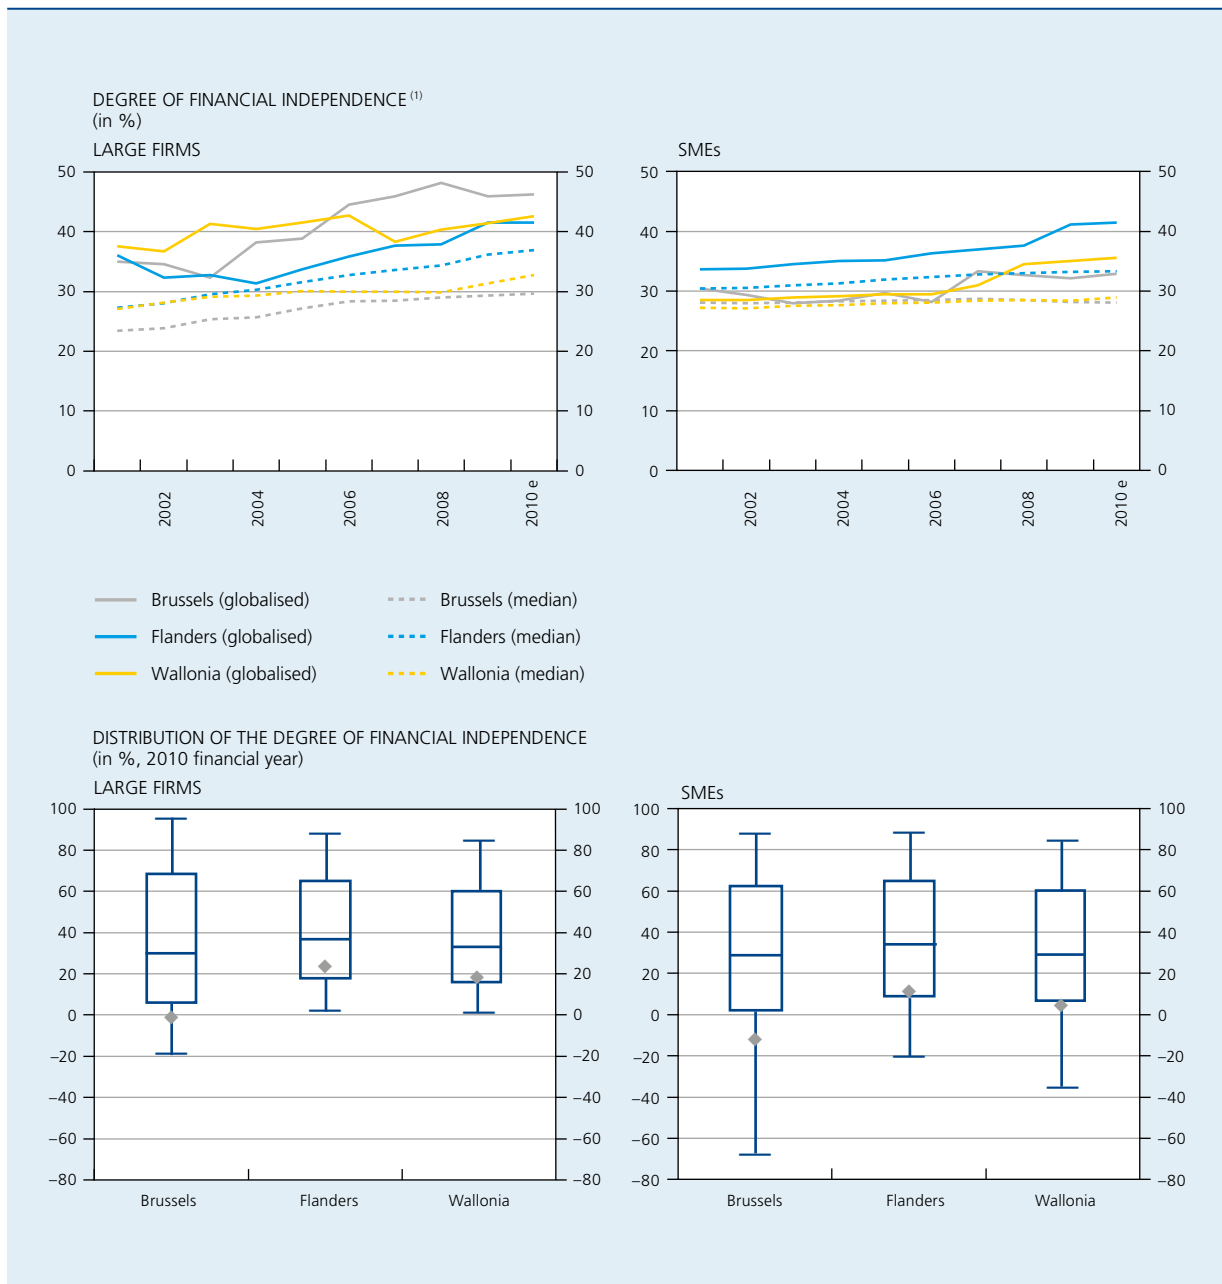 DEGREE OF FINANCIAL INDEPENDENCE (1)
(in %)
LARGE FIRMS
50 50
40 40
30 30
20 20
10 10
0 0
2002 2004 2006 2008 2010 e
SMEs
50 50
40 40
30 30
20 20
10 10
0 0
2002 2004 2006 2008 2010 e
Brussels (globalised) Brussels (median)
Flanders (globalised) Flanders (median)
Wallonia (globalised) Wallonia (median)
DISTRIBUTION OF THE DEGREE OF FINANCIAL INDEPENDENCE
(in %, 2010 financial year)
LARGE FIRMS
100 100
80 80
60 60
40 40
20 20
0 0
–20 –20
–40 –40
–60 –60
–80 –80
Brussels Flanders Wallonia
SMEs
100 100
80 80
60 60
40 40
20 20
0 0
–20 –20
–40 –40
–60 –60
–80 –80
Brussels Flanders Wallonia